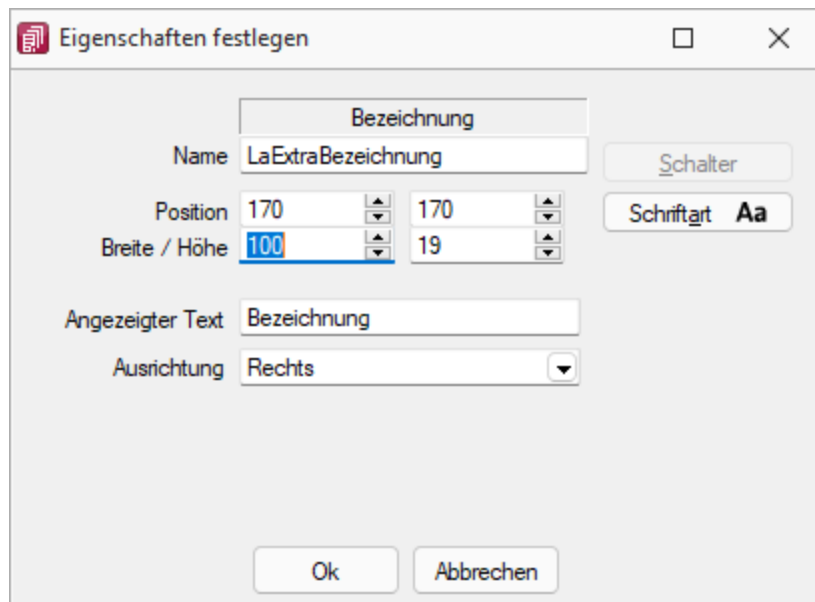 Eigenschaften festlegen
Bezeichnung
Name LaExtraBezeichnung Schalter
Position 170 170 Schriftart Aa
Breite / Höhe 100 19
Angezeigter Text Bezeichnung
Ausrichtung Rechts
Ok Abbrechen